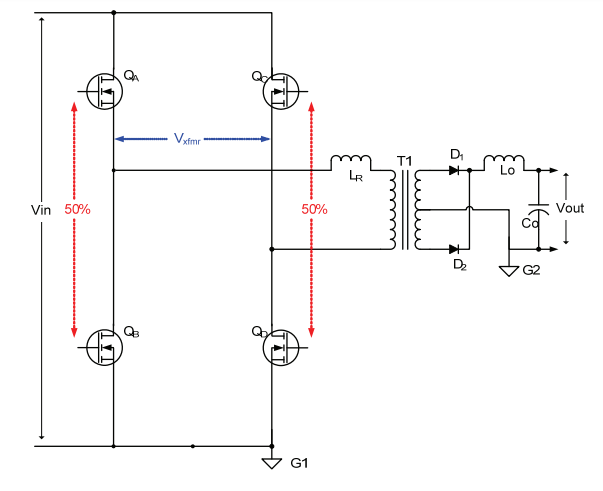 QA
QC
Vxfmr
D1
T1
LR
Lo
Vin
50%
50%
Co
Vout
D2
G2
QB
QD
G1